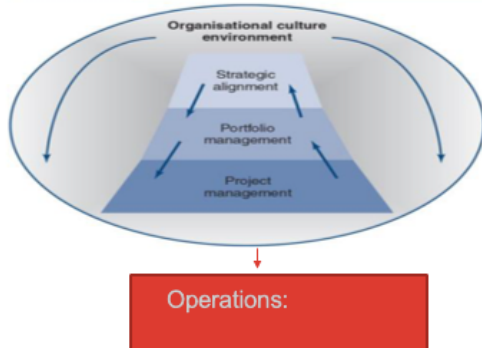 Organisational culture
environment
Strategic
alignment
Portfolio
management
Project
management
Operations: